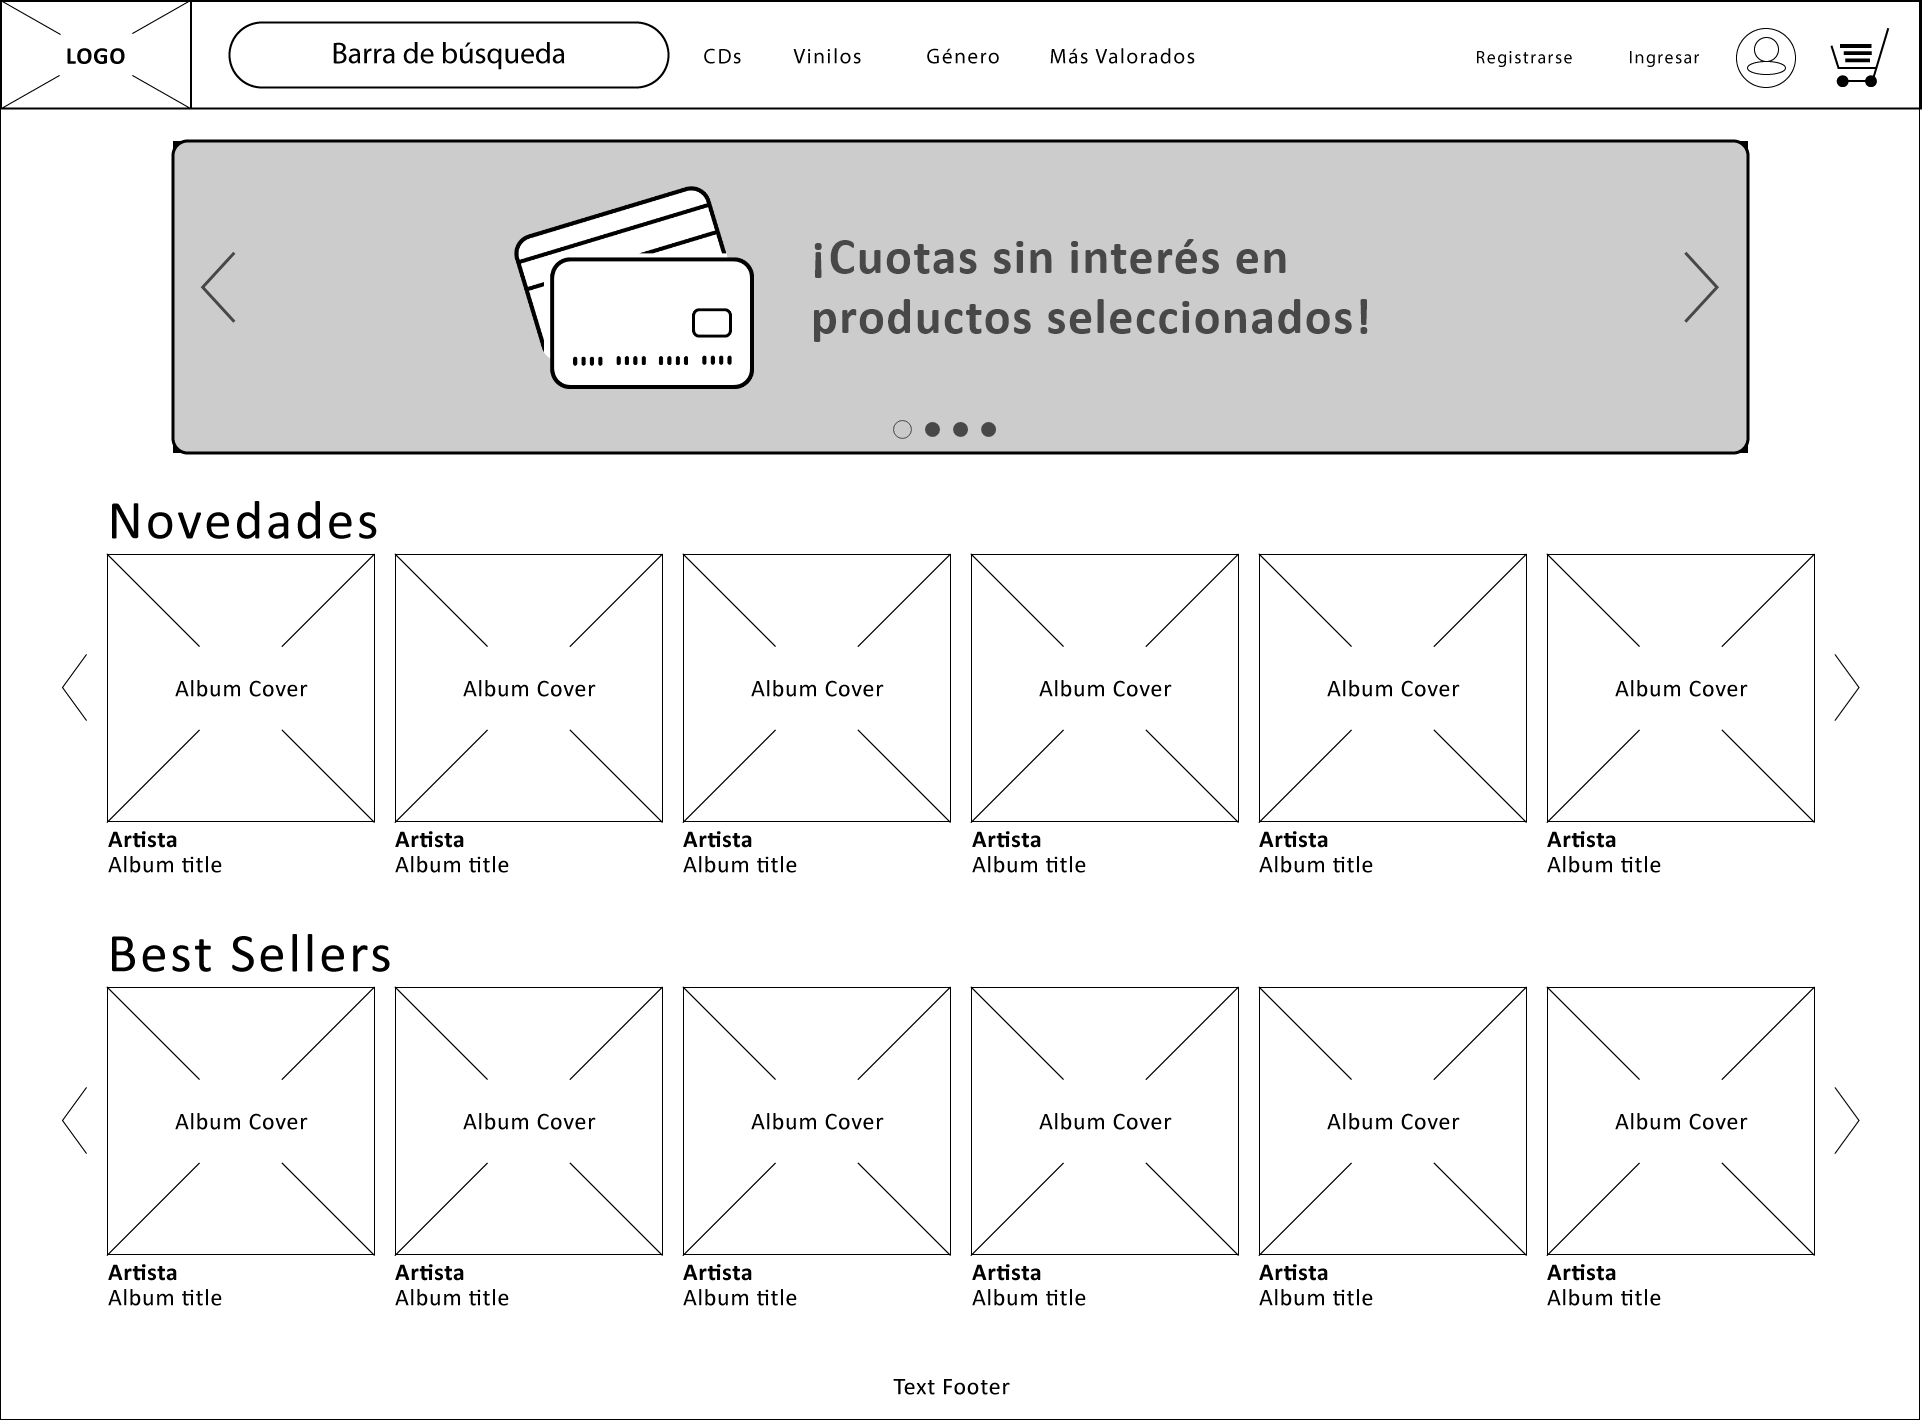 LOGO
Barra de búsqueda
CDs
Vinilos
Género
Más Valorados
Registrarse
Ingresar
¡Cuotas sin interés en
productos seleccionados!
Novedades
Album Cover
Album Cover
Album Cover
Album Cover
Album Cover
Album Cover
Artista
Album title
Artista
Album title
Artista
Album title
Artista
Album title
Artista
Album title
Artista
Album title
Best Sellers
Album Cover
Album Cover
Album Cover
Album Cover
Album Cover
Album Cover
Artista
Album title
Artista
Album title
Artista
Album title
Artista
Album title
Artista
Album title
Artista
Album title
Text Footer